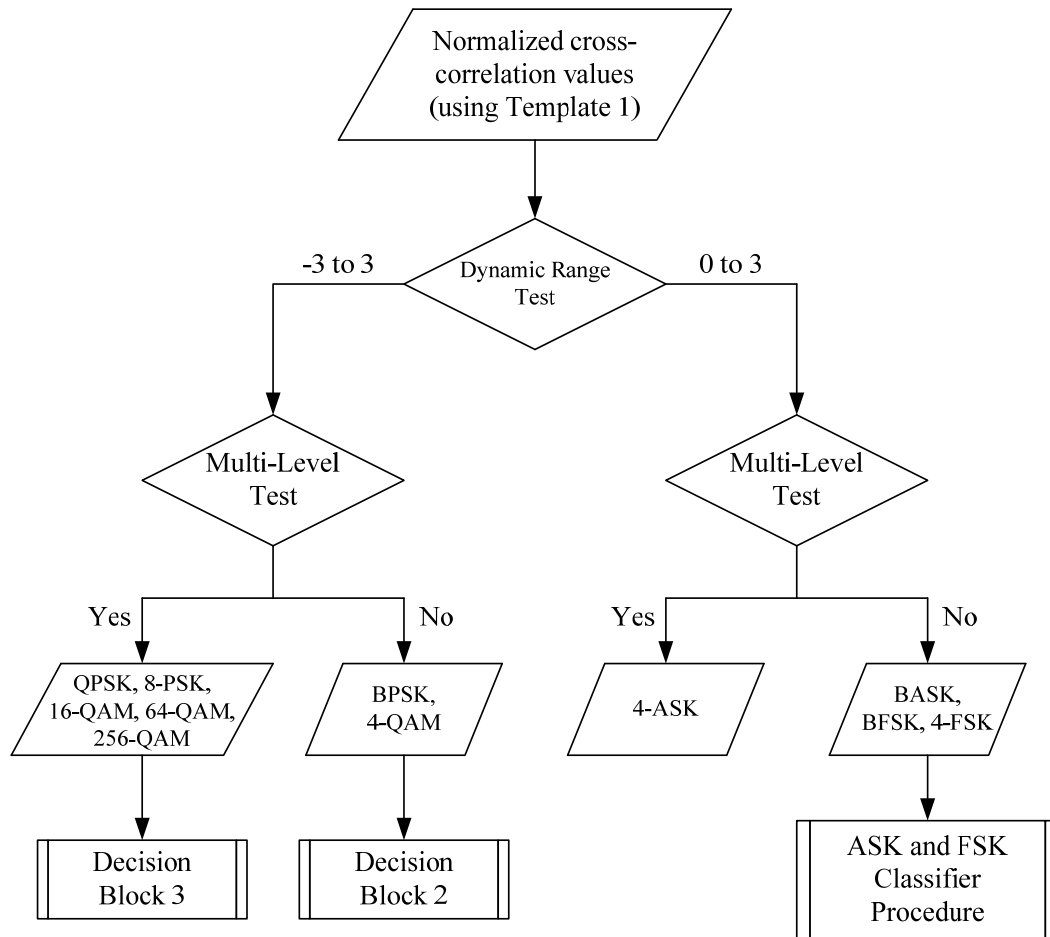 Normalized cross-
correlation values
(using Template 1)
-3 to 3
Dynamic Range
Test
0 to 3
Multi-Level
Test
Multi-Level
Test
Yes
No
Yes
No
QPSK, 8-PSK,
16-QAM, 64-QAM,
256-QAM
BPSK,
4-QAM
4-ASK
BASK,
BFSK, 4-FSK
Decision
Block 3
Decision
Block 2
ASK and FSK
Classifier
Procedure